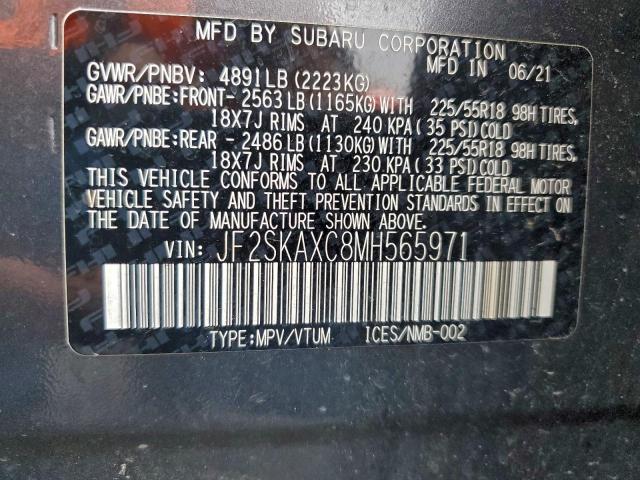 MFD BY SUBARU CORPORATION
GVWR/PNBV: 4891LB(2223KG) MFD IN 06/21
GAWR/PNBE:FRONT- 2563LB(1165KG)WITH 225/55R18 98H TIRES,
18X7J RIMS AT 240 KPA(35 PSI)COLD
GAWR/PNBE:REAR - 2486LB(1130KG)WITH 225/55R18 98H TIRES,
18X7J RIMS AT 230 KPA(33 PSI)COLD
THIS VEHICLE CONFORMS TO ALL APPLICABLE FEDERAL MOTOR
VEHICLE SAFETY AND THEFT PREVENTION STANDARDS IN EFFECT ON
THE DATE OF MANUFACTURE SHOWN ABOVE.
VIN: JF2SKAXC8MH565971
TYPE:MPV/VTUM ICES/NMB-002